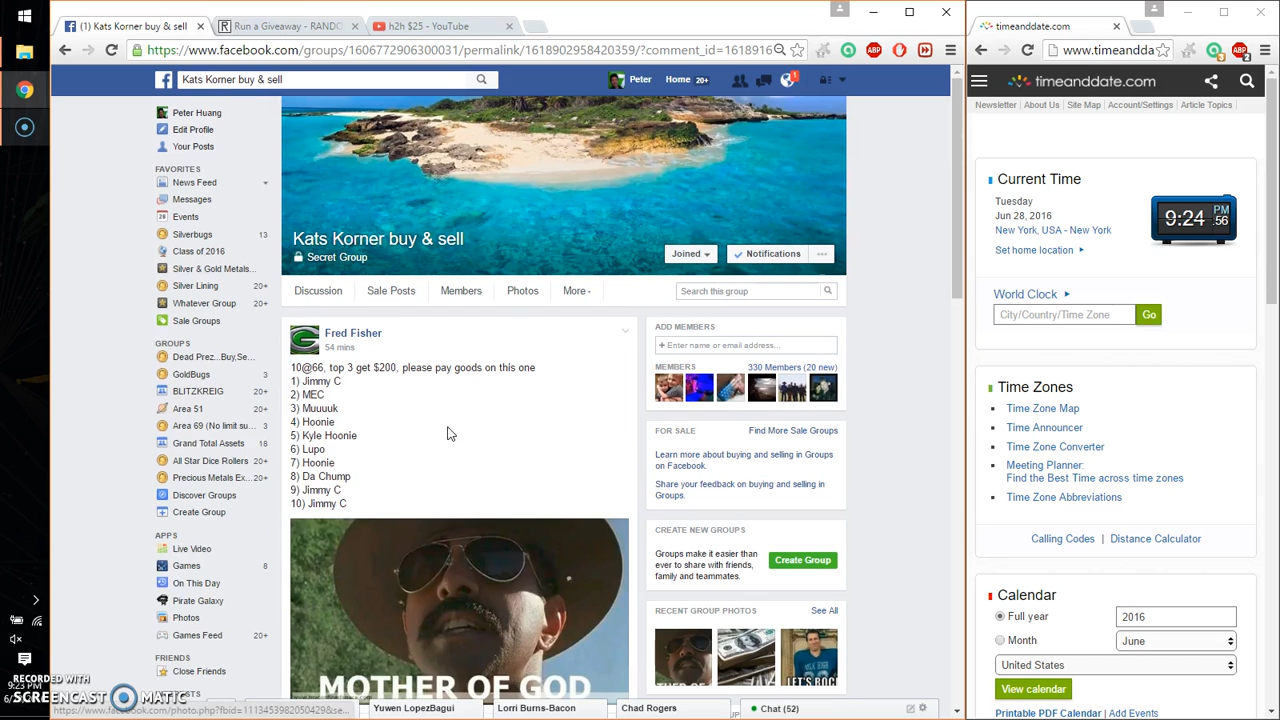 (1) Kats Korner buy & sell
Run a Giveaway - RANDO
h2h $25 - YouTube
timeanddate.com
https://www.facebook.com/groups/1606772906300031/permalink/1618902958420359/?comment_id=1618916
www.timeandda
Kats Korner buy & sell
Peter
Home 20+
timeanddate.com
Newsletter
About Us
Site Map
Account/Settings
Article Topics
Peter Huang
Edit Profile
Your Posts
FAVORITES
News Feed
Messages
Events
Silverbugs 13
Class of 2016
Silver & Gold Metals...
Silver Lining 20+
Whatever Group 20+
Sale Groups
GROUPS
Dead Prez...Buy,Se...
GoldBugs 3
BLITZKREIG 20+
Area 51 20+
Area 69 (No limit su... 3
Grand Total Assets 18
All Star Dice Rollers 20+
Precious Metals Ex... 20+
Discover Groups
Create Group
APPS
Live Video
Games 8
On This Day
Pirate Galaxy
Photos
Games Feed 20+
FRIENDS
Close Friends
Kats Korner buy & sell
Secret Group
Joined
Notifications
Discussion
Sale Posts
Members
Photos
More
Search this group
Fred Fisher
54 mins
10@66, top 3 get $200, please pay goods on this one
1) Jimmy C
2) MEC
3) Muuuuk
4) Hoonie
5) Kyle Hoonie
6) Lupo
7) Hoonie
8) Da Chump
9) Jimmy C
10) Jimmy C
MOTHER OF GOD
ADD MEMBERS
+ Enter name or email address...
MEMBERS
330 Members (20 new)
FOR SALE
Find More Sale Groups
Learn more about buying and selling in Groups
on Facebook.
Share your feedback on buying and selling in
Groups.
CREATE NEW GROUPS
Groups make it easier than
ever to share with friends,
family and teammates.
Create Group
RECENT GROUP PHOTOS
See All
LET'S ROCK
Yuwen LopezBagui
Lorri Burns-Bacon
Chad Rogers
Chat (52)
Current Time
Tuesday
Jun 28, 2016
New York, USA - New York
Set home location
9:24 PM 56
World Clock
City/Country/Time Zone
Go
Time Zones
Time Zone Map
Time Announcer
Time Zone Converter
Meeting Planner:
Find the Best Time across time zones
Time Zone Abbreviations
Calling Codes | Distance Calculator
Calendar
Full year
2016
Month
June
United States
View calendar
Printable PDF Calendar | Add Events
RECORDED WITH
SCREENCAST MATIC
9:23 PM